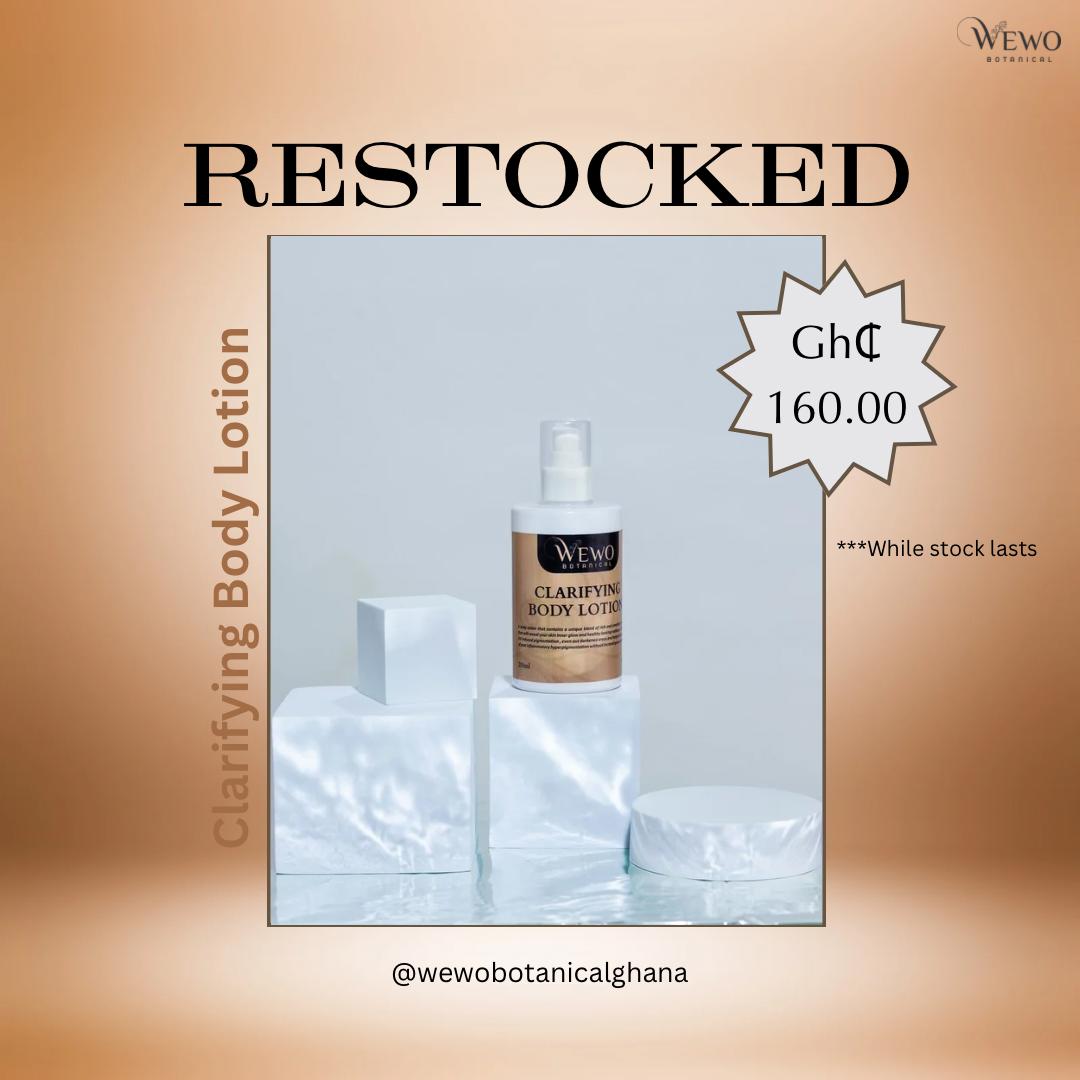 WEWO
BOTANICAL
RESTOCKED
Clarifying Body Lotion
Gh₵
160.00
***While stock lasts
WEWO
BOTANICAL
CLARIFYING
BODY LOTION
@wewobotanicalghana